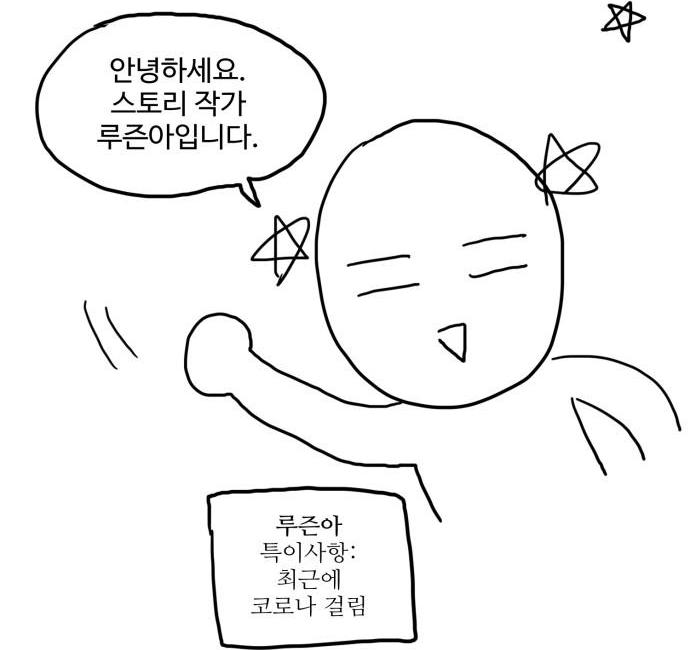 안녕하세요.
스토리 작가
루즌아입니다.
루즌아
특이사항:
최근에
코로나 걸림